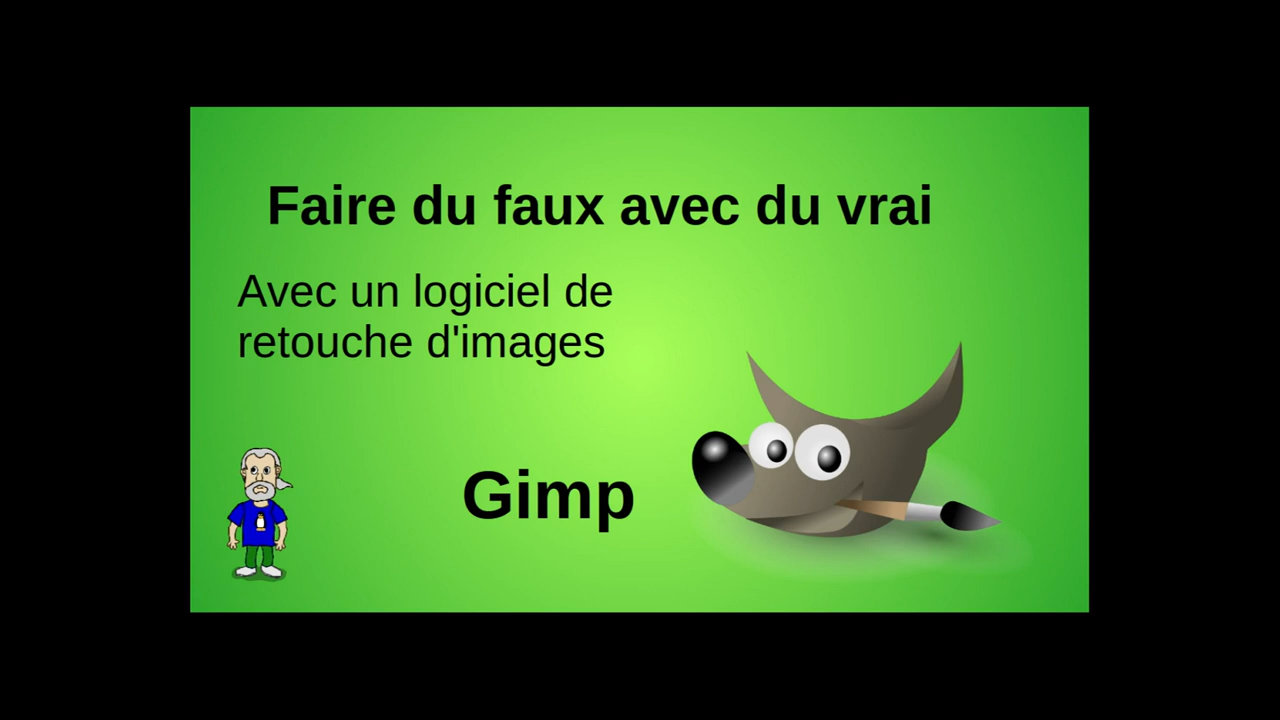 Faire du faux avec du vrai
Avec un logiciel de
retouche d'images
Gimp